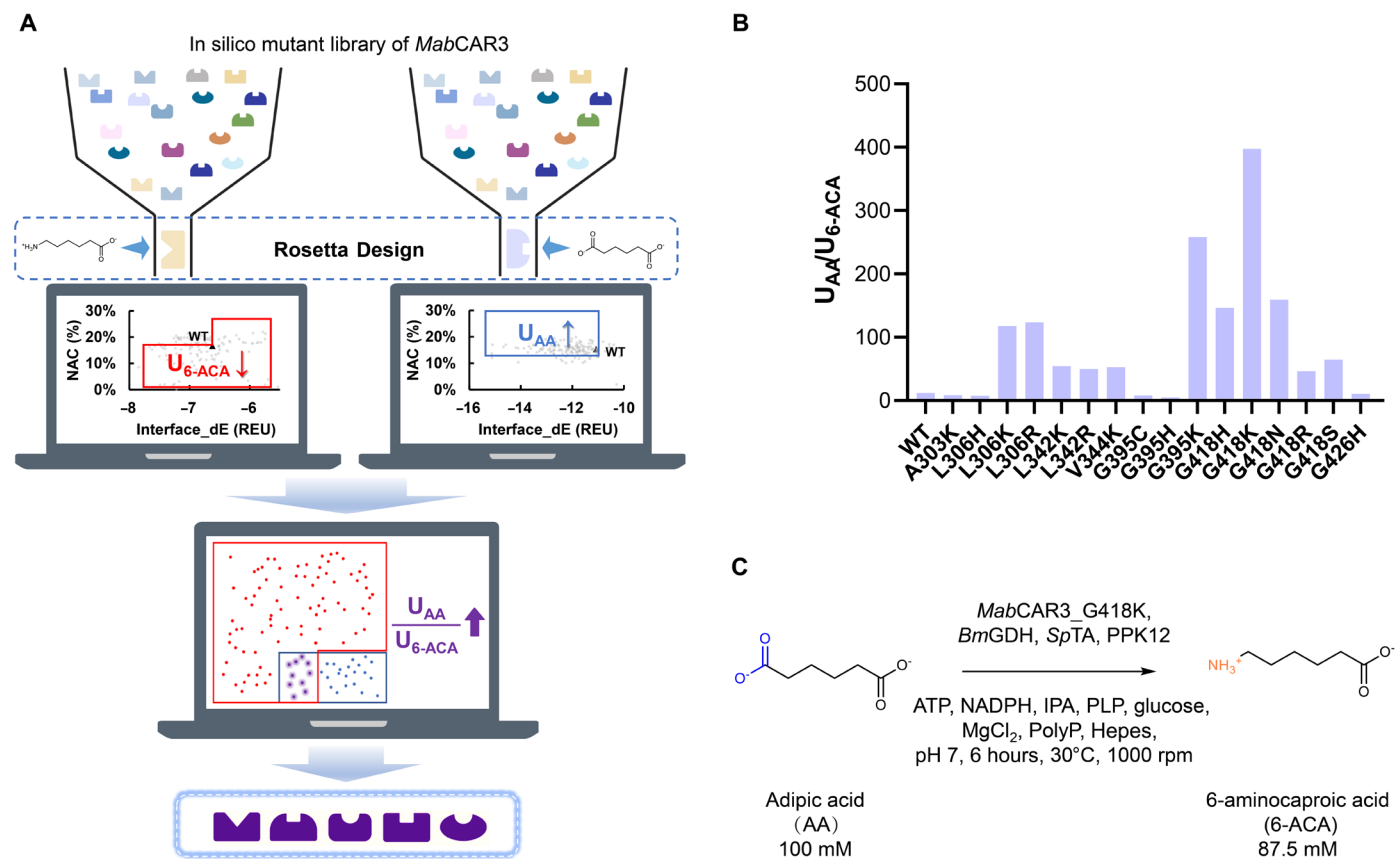 A
In silico mutant library of MabCAR3
⁺H₃N
O⁻
O
Rosetta Design
O
O
O⁻
O
NAC (%)
30%
20%
10%
0%
WT
U6-ACA ↓
−8
−7
−6
Interface_dE (REU)
NAC (%)
30%
20%
10%
0%
UAA ↑
WT
−16
−14
−12
−10
Interface_dE (REU)
UAA
U6-ACA
B
UAA/U6-ACA
500
400
300
200
100
0
WT
A303K
L306H
L306K
L306R
L342K
L342R
V344K
G395C
G395H
G395K
G418H
G418K
G418N
G418R
G418S
G426H
C
O
O⁻
O⁻
O
MabCAR3_G418K,
BmGDH, SpTA, PPK12
ATP, NADPH, IPA, PLP, glucose,
MgCl₂, PolyP, Hepes,
pH 7, 6 hours, 30°C, 1000 rpm
NH₃⁺
O⁻
O
Adipic acid
(AA)
100 mM
6-aminocaproic acid
(6-ACA)
87.5 mM